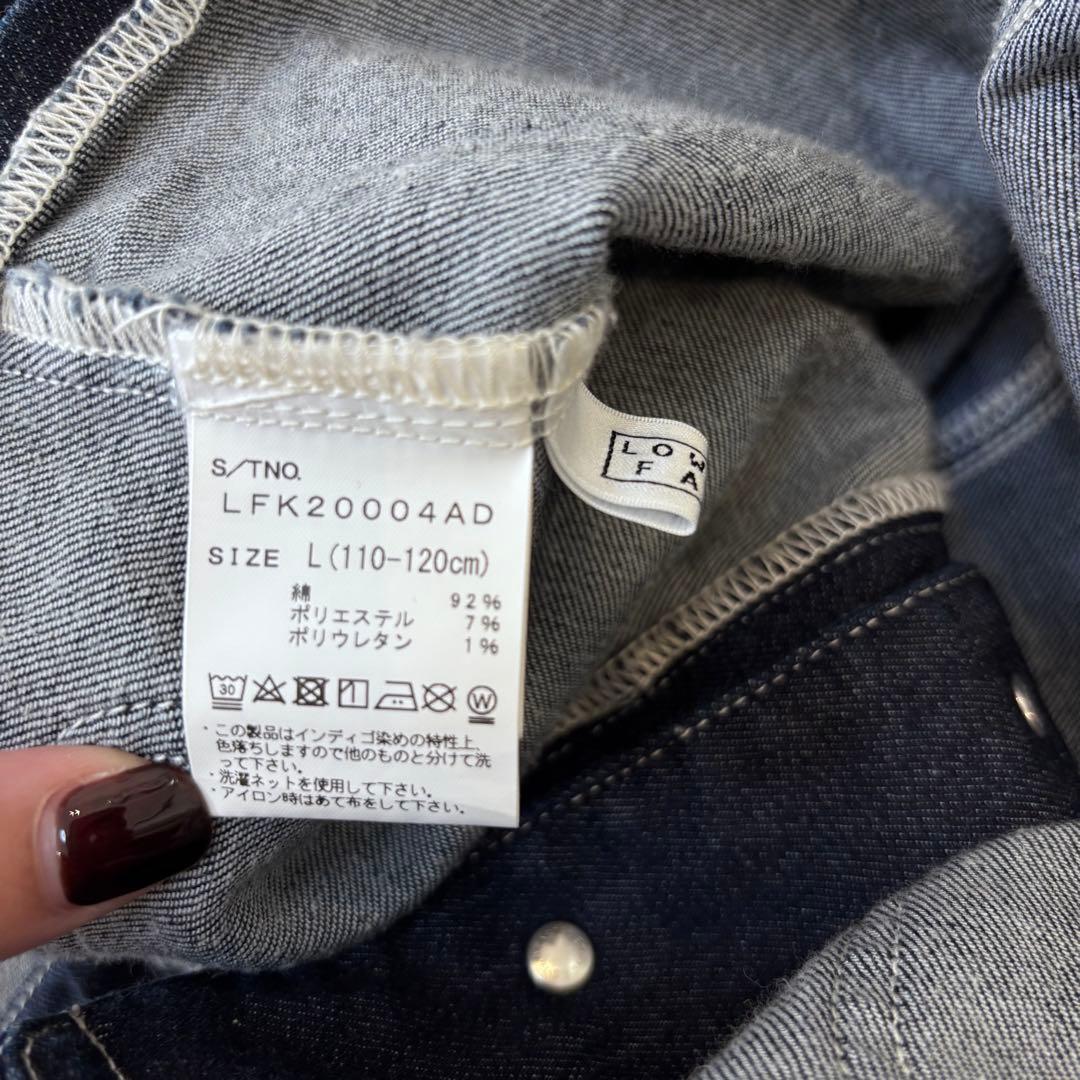 S/TNO.
LFK20004AD
SIZE L(110-120cm)
綿 92%
ポリエステル 7%
ポリウレタン 1%
30
W
・この製品はインディゴ染めの特性上、
色落ちしますので他のものと分けて洗
って下さい。
・洗濯ネットを使用して下さい。
・アイロン時はあて布をして下さい。
LOW
FA